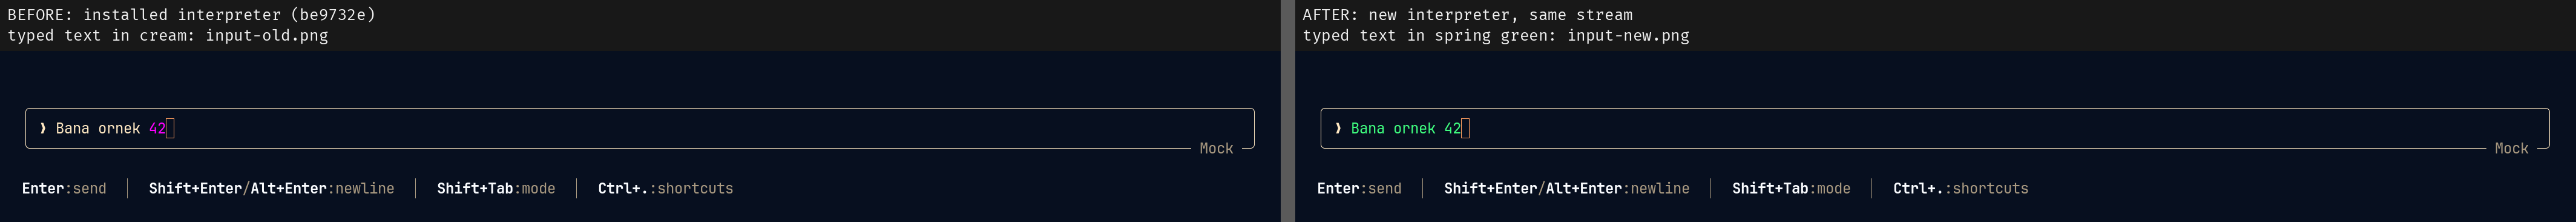 BEFORE: installed interpreter (be9732e)
typed text in cream: input-old.png
❯ Bana ornek 42
Mock
Enter:send │ Shift+Enter/Alt+Enter:newline │ Shift+Tab:mode │ Ctrl+.:shortcuts
AFTER: new interpreter, same stream
typed text in spring green: input-new.png
❯ Bana ornek 42
Mock
Enter:send │ Shift+Enter/Alt+Enter:newline │ Shift+Tab:mode │ Ctrl+.:shortcuts